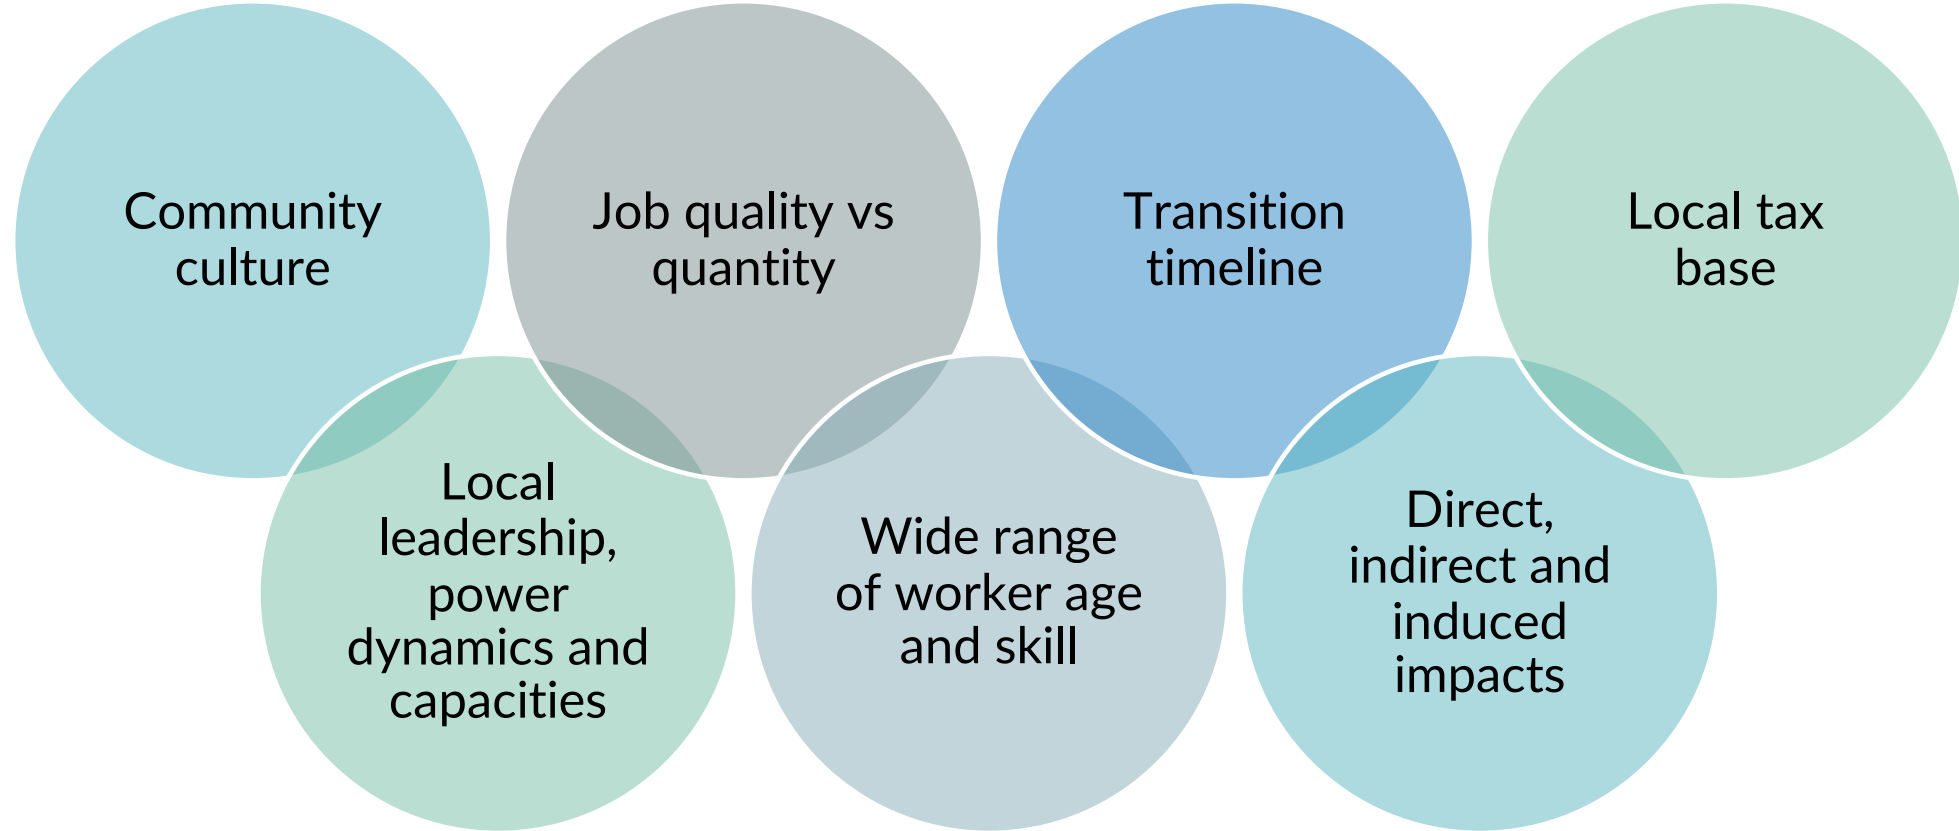 Community
culture
Job quality vs
quantity
Transition
timeline
Local tax
base
Local
leadership,
power
dynamics and
capacities
Wide range
of worker age
and skill
Direct,
indirect and
induced
impacts